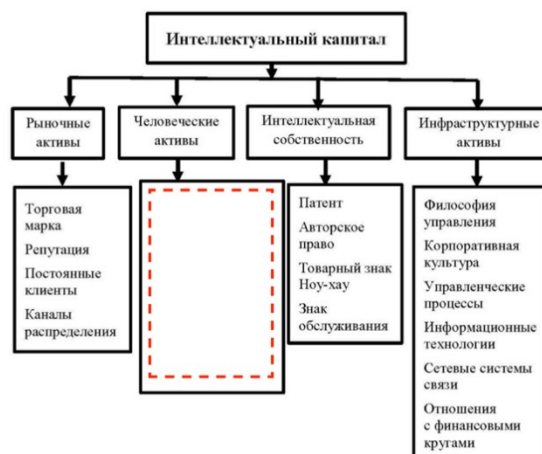 Интеллектуальный капитал
Рыночные
активы
Человеческие
активы
Интеллектуальная
собственность
Инфраструктурные
активы
Торговая
марка
Репутация
Постоянные
клиенты
Каналы
распределения
Патент
Авторское
право
Товарный знак
Ноу-хау
Знак
обслуживания
Философия
управления
Корпоративная
культура
Управленческие
процессы
Информационные
технологии
Сетевые системы
связи
Отношения
с финансовыми
кругами